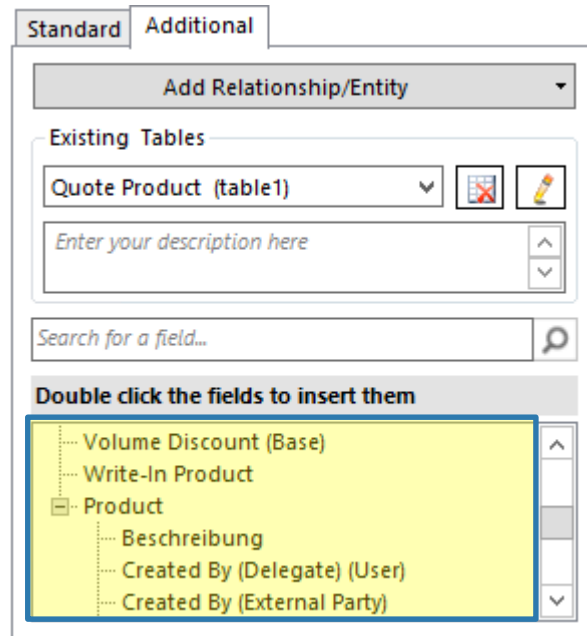 Standard Additional
Add Relationship/Entity
Existing Tables
Quote Product (table1)
Enter your description here
Search for a field...
Double click the fields to insert them
Volume Discount (Base)
Write-In Product
Product
Beschreibung
Created By (Delegate) (User)
Created By (External Party)